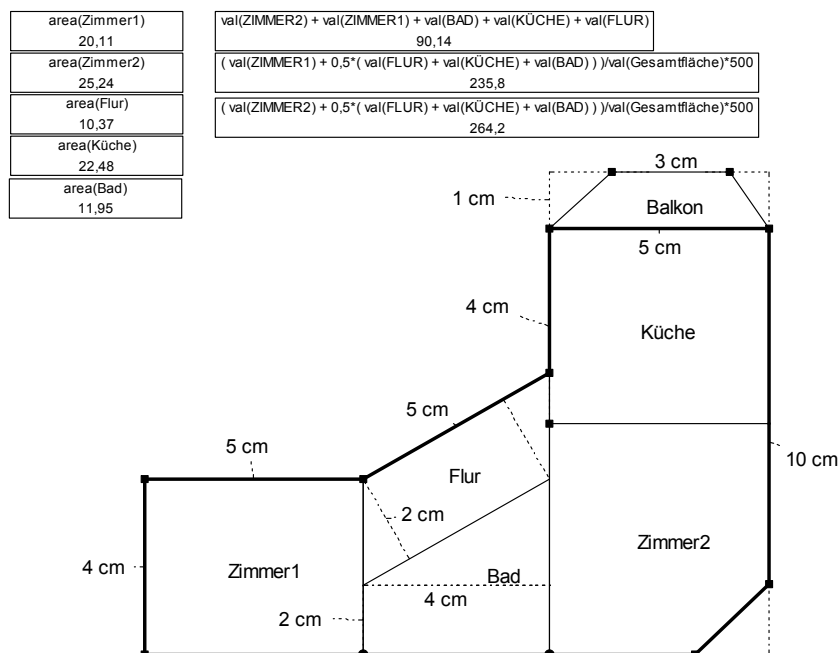 area(Zimmer1)
20,11
area(Zimmer2)
25,24
area(Flur)
10,37
area(Küche)
22,48
area(Bad)
11,95
val(ZIMMER2) + val(ZIMMER1) + val(BAD) + val(KÜCHE) + val(FLUR)
90,14
( val(ZIMMER1) + 0,5*( val(FLUR) + val(KÜCHE) + val(BAD) ) )/val(Gesamtfläche)*500
235,8
( val(ZIMMER2) + 0,5*( val(FLUR) + val(KÜCHE) + val(BAD) ) )/val(Gesamtfläche)*500
264,2
3 cm
1 cm
Balkon
5 cm
4 cm
Küche
5 cm
5 cm
10 cm
Flur
2 cm
Zimmer2
4 cm
Zimmer1
Bad
4 cm
2 cm